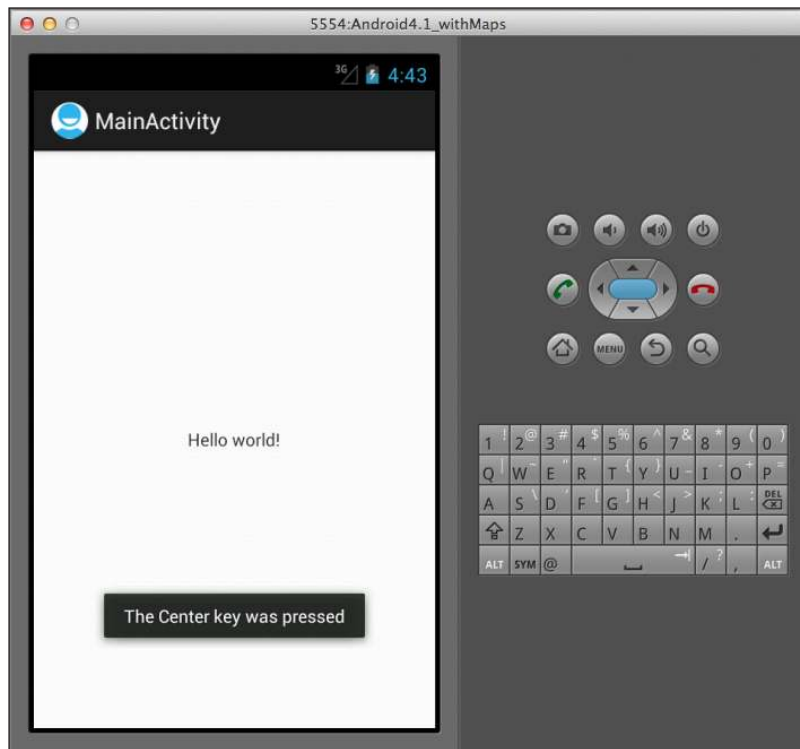 5554:Android4.1_withMaps
3G 4:43
MainActivity
Hello world!
The Center key was pressed
MENU
1 ! 2 @ 3 # 4 $ 5 % 6 ^ 7 & 8 * 9 ( 0 )
Q | W ~ E " R ` T { Y } U _ I - O + P =
A S \ D ' F [ G ] H < J > K ; L : DEL
Z X C V B N M .
ALT SYM @ / ? , ALT